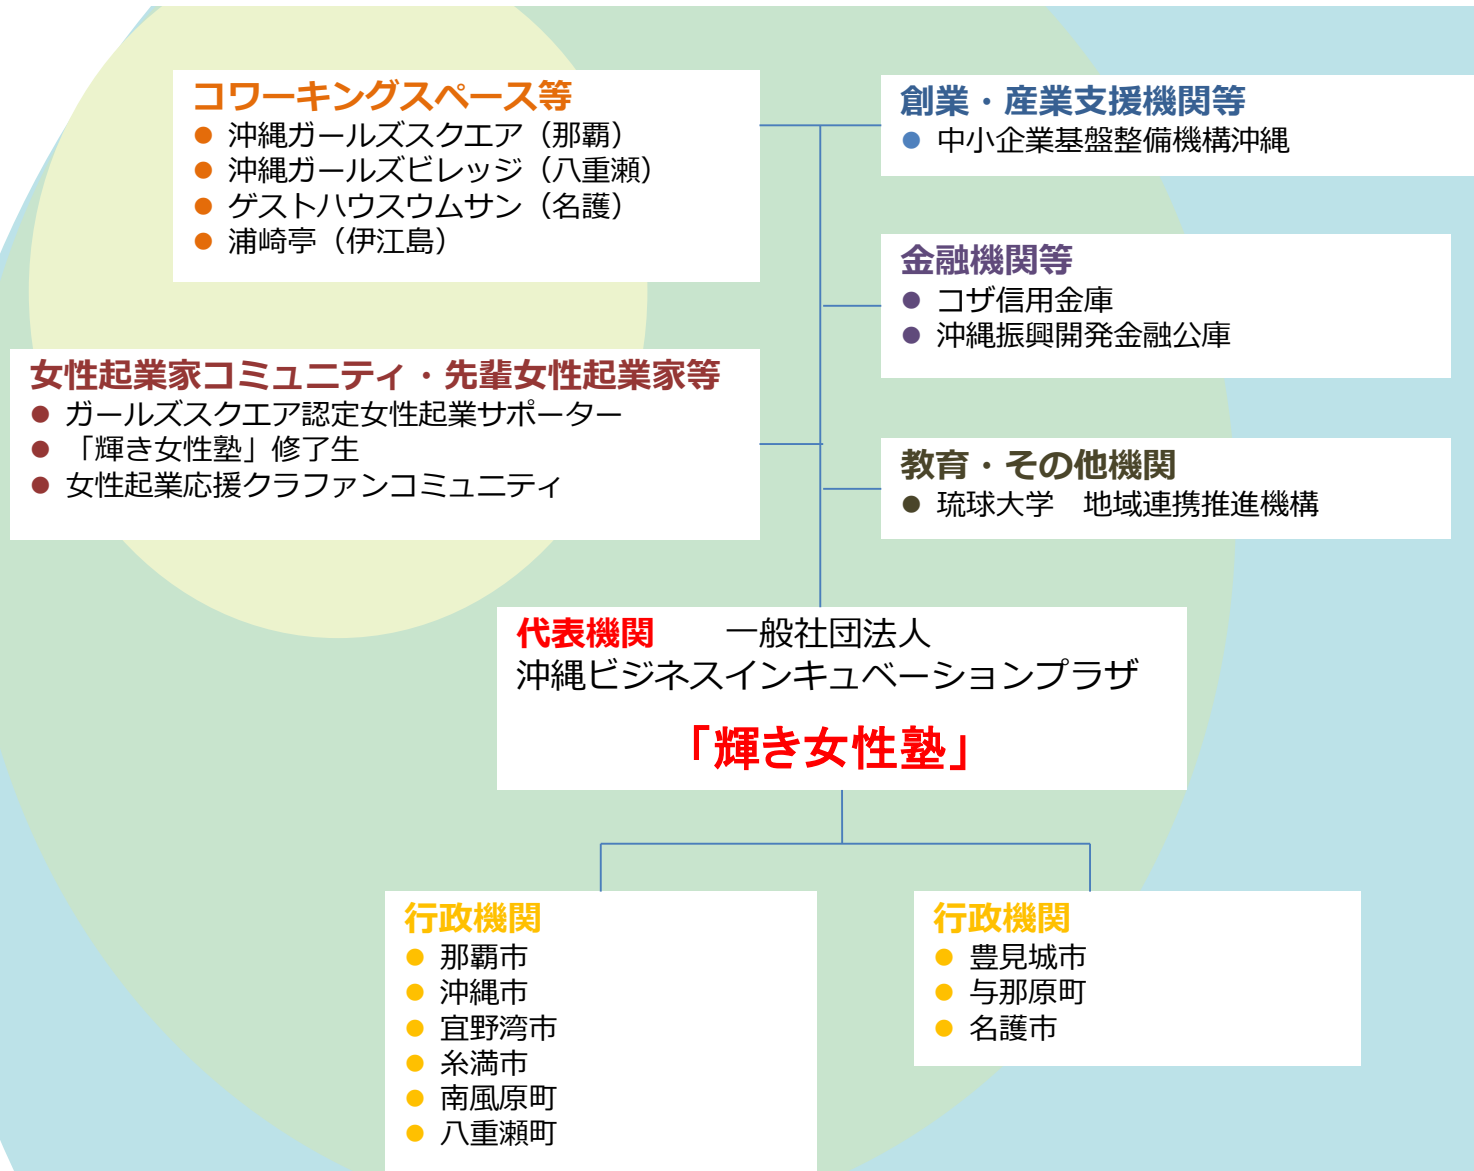 コワーキングスペース等
● 沖縄ガールズスクエア（那覇）
● 沖縄ガールズビレッジ（八重瀬）
● ゲストハウスウムサン（名護）
● 浦崎亭（伊江島）
創業・産業支援機関等
● 中小企業基盤整備機構沖縄
金融機関等
● コザ信用金庫
● 沖縄振興開発金融公庫
女性起業家コミュニティ・先輩女性起業家等
● ガールズスクエア認定女性起業サポーター
● 「輝き女性塾」修了生
● 女性起業応援クラファンコミュニティ
教育・その他機関
● 琉球大学　地域連携推進機構
代表機関　　一般社団法人
沖縄ビジネスインキュベーションプラザ
「輝き女性塾」
行政機関
● 那覇市
● 沖縄市
● 宜野湾市
● 糸満市
● 南風原町
● 八重瀬町
行政機関
● 豊見城市
● 与那原町
● 名護市